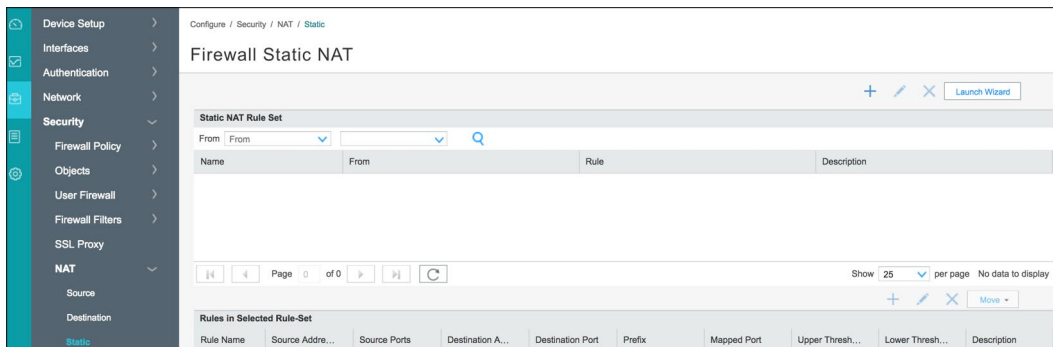 Device Setup
Interfaces
Authentication
Network
Security
Firewall Policy
Objects
User Firewall
Firewall Filters
SSL Proxy
NAT
Source
Destination
Static
Configure / Security / NAT / Static
Firewall Static NAT
Launch Wizard
Static NAT Rule Set
From From
Name From Rule Description
Page 0 of 0
Show 25 per page No data to display
Move
Rules in Selected Rule-Set
Rule Name Source Addre... Source Ports Destination A... Destination Port Prefix Mapped Port Upper Thresh... Lower Thresh... Description